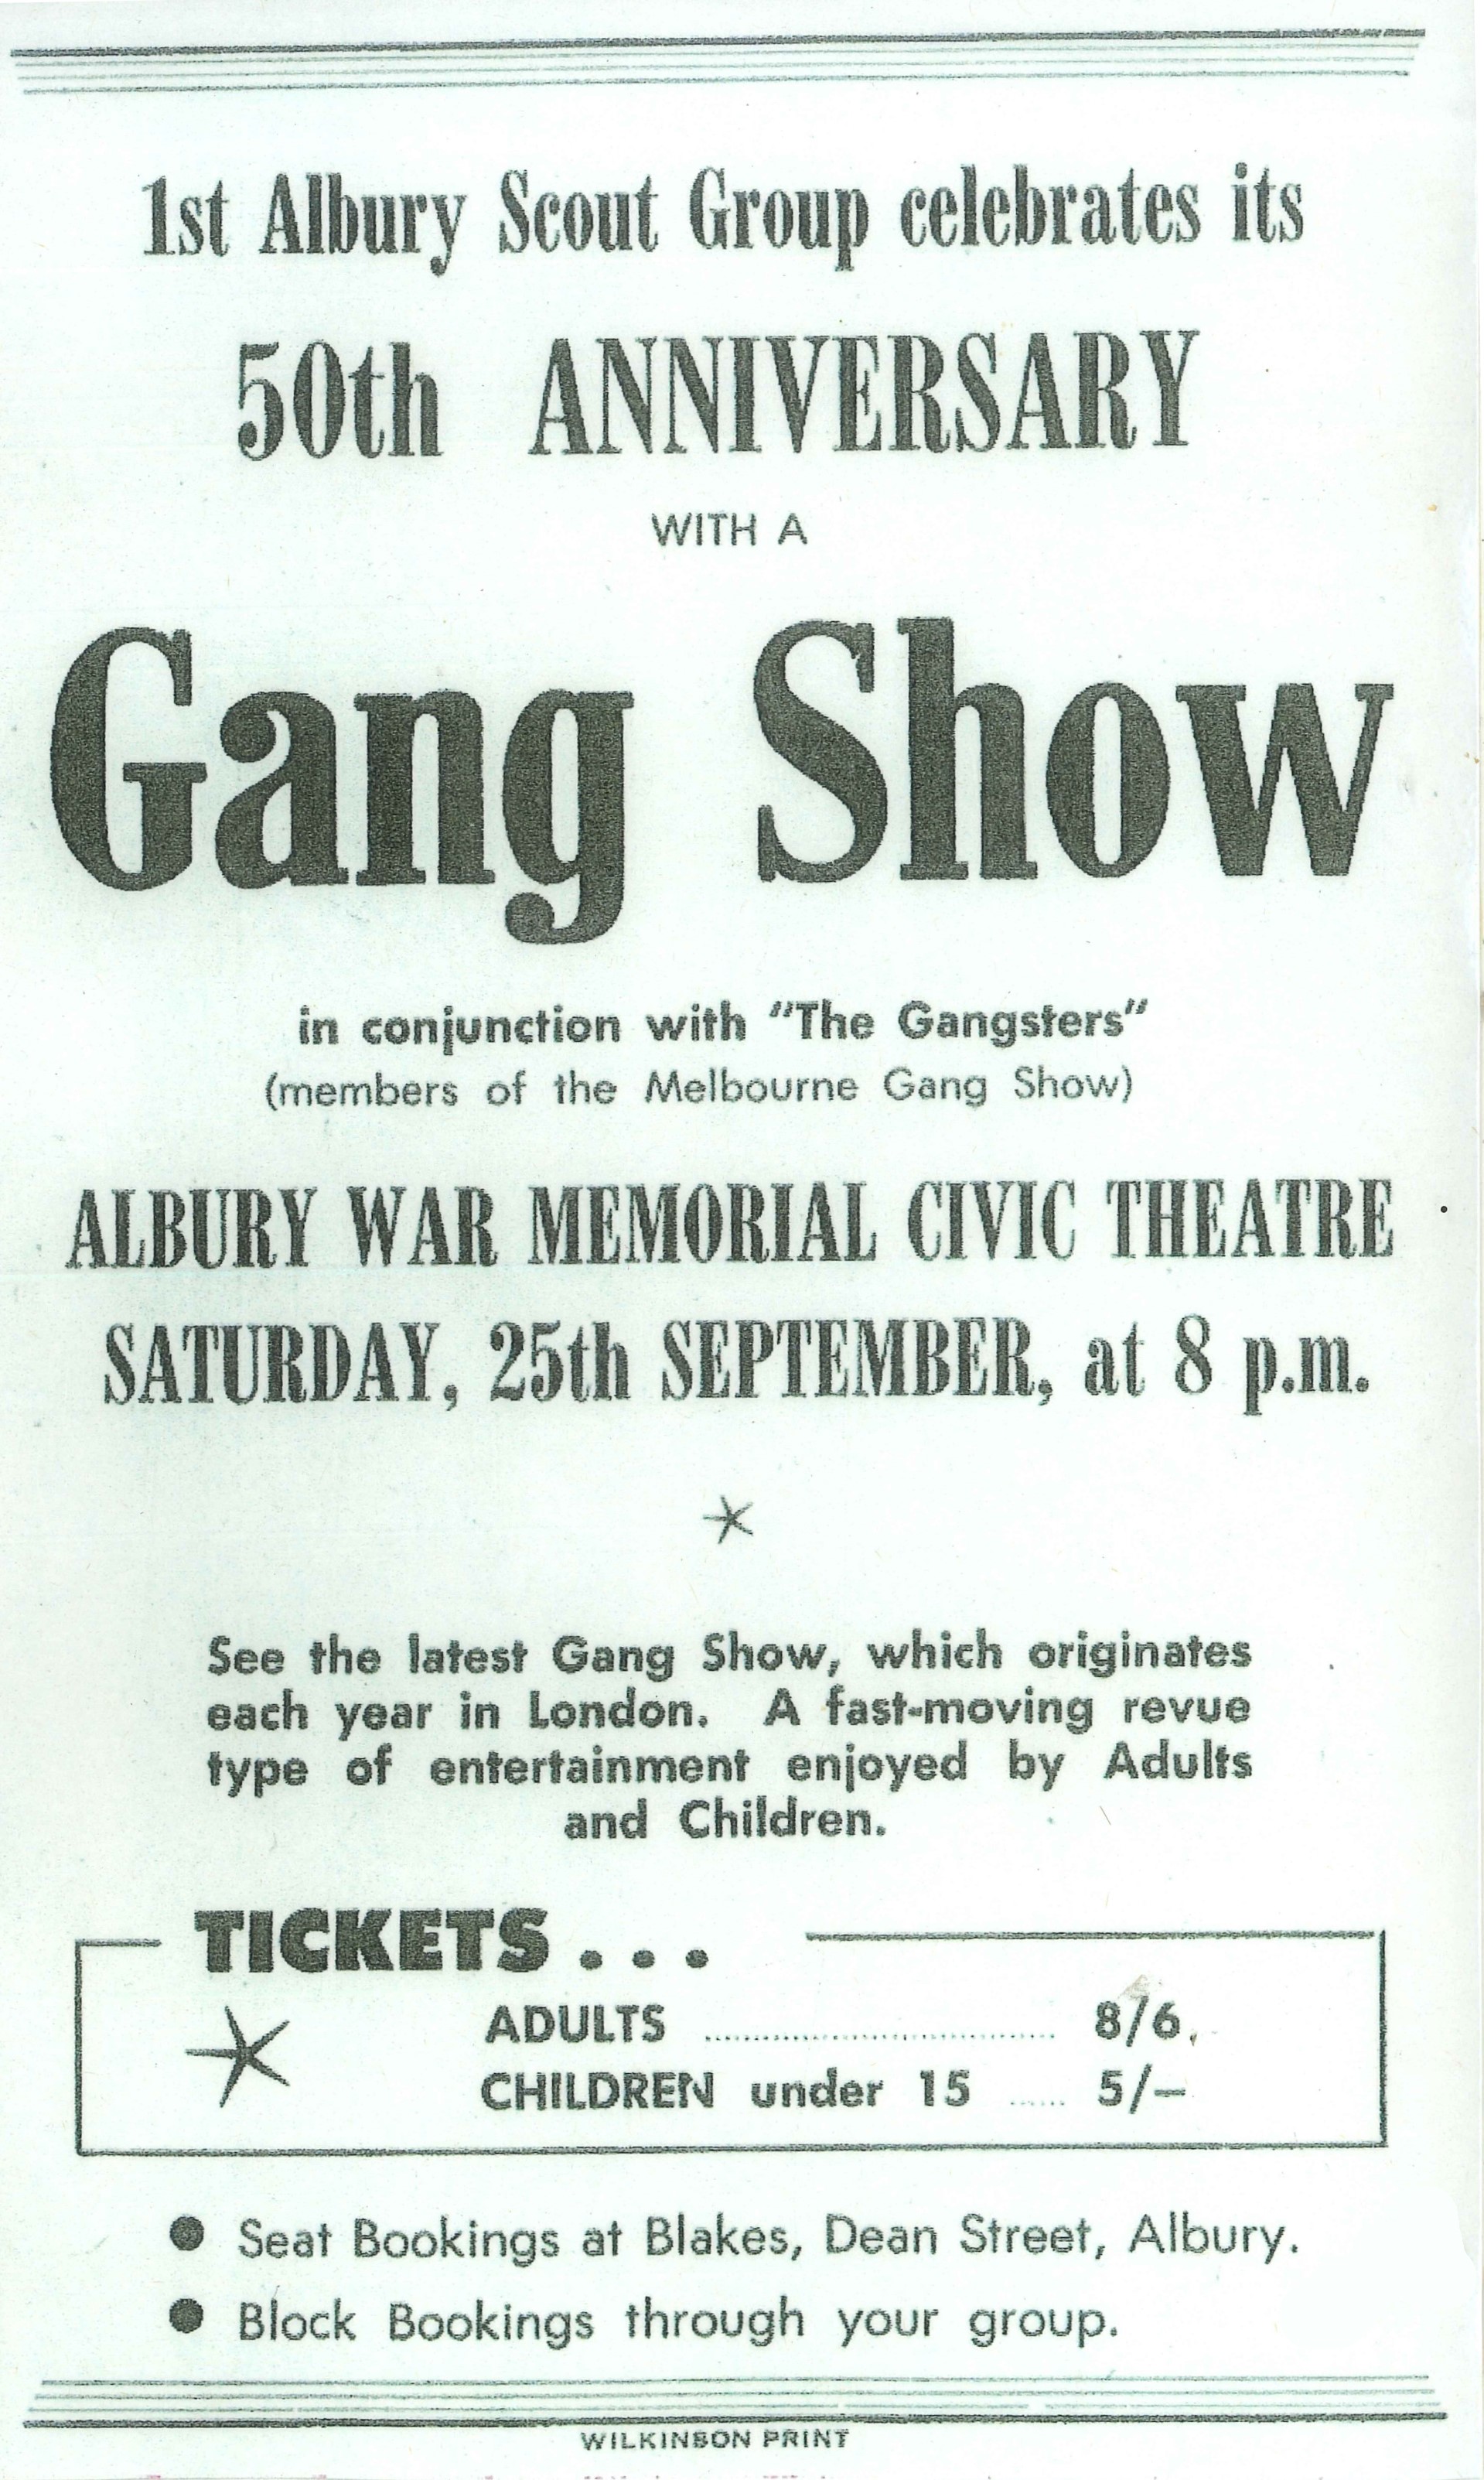 1st Albury Scout Group celebrates its
50th ANNIVERSARY
WITH A
Gang Show
in conjunction with "The Gangsters"
(members of the Melbourne Gang Show)
ALBURY WAR MEMORIAL CIVIC THEATRE
SATURDAY, 25th SEPTEMBER, at 8 p.m.
See the latest Gang Show, which originates
each year in London. A fast-moving revue
type of entertainment enjoyed by Adults
and Children.
TICKETS . . .
ADULTS .................................. 8/6.
CHILDREN under 15 ...... 5/–
● Seat Bookings at Blakes, Dean Street, Albury.
● Block Bookings through your group.
WILKINSON PRINT